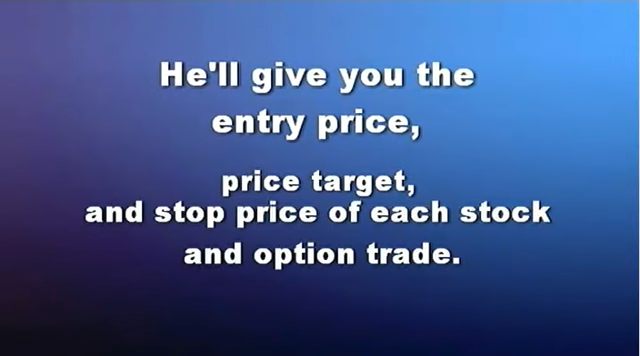 He'll give you the
entry price,
price target,
and stop price of each stock
and option trade.